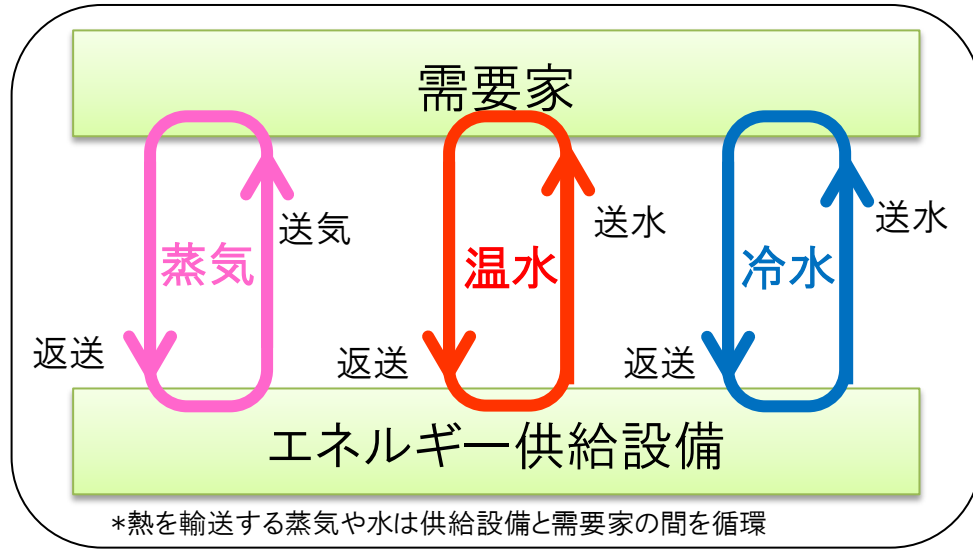 需要家
送気
送水
送水
蒸気
温水
冷水
返送
返送
返送
エネルギー供給設備
*熱を輸送する蒸気や水は供給設備と需要家の間を循環